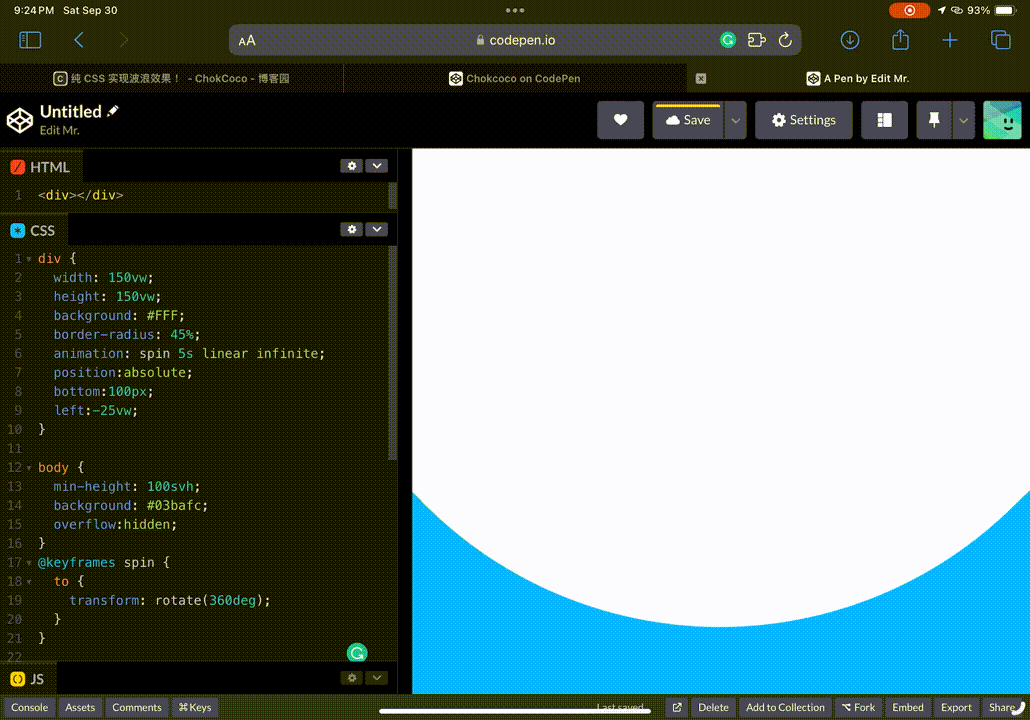 9:24 PM Sat Sep 30
93%
AA
codepen.io
纯 CSS 实现波浪效果！ - ChokCoco - 博客园
Chokcoco on CodePen
A Pen by Edit Mr.
Untitled
Edit Mr.
Save
Settings
HTML
1 <div></div>
CSS
1 div {
2 width: 150vw;
3 height: 150vw;
4 background: #FFF;
5 border-radius: 45%;
6 animation: spin 5s linear infinite;
7 position:absolute;
8 bottom:100px;
9 left:-25vw;
10 }
11
12 body {
13 min-height: 100svh;
14 background: #03bafc;
15 overflow:hidden;
16 }
17 @keyframes spin {
18 to {
19 transform: rotate(360deg);
20 }
21 }
22
JS
Console Assets Comments ⌘ Keys Last saved Delete Add to Collection Fork Embed Export Share